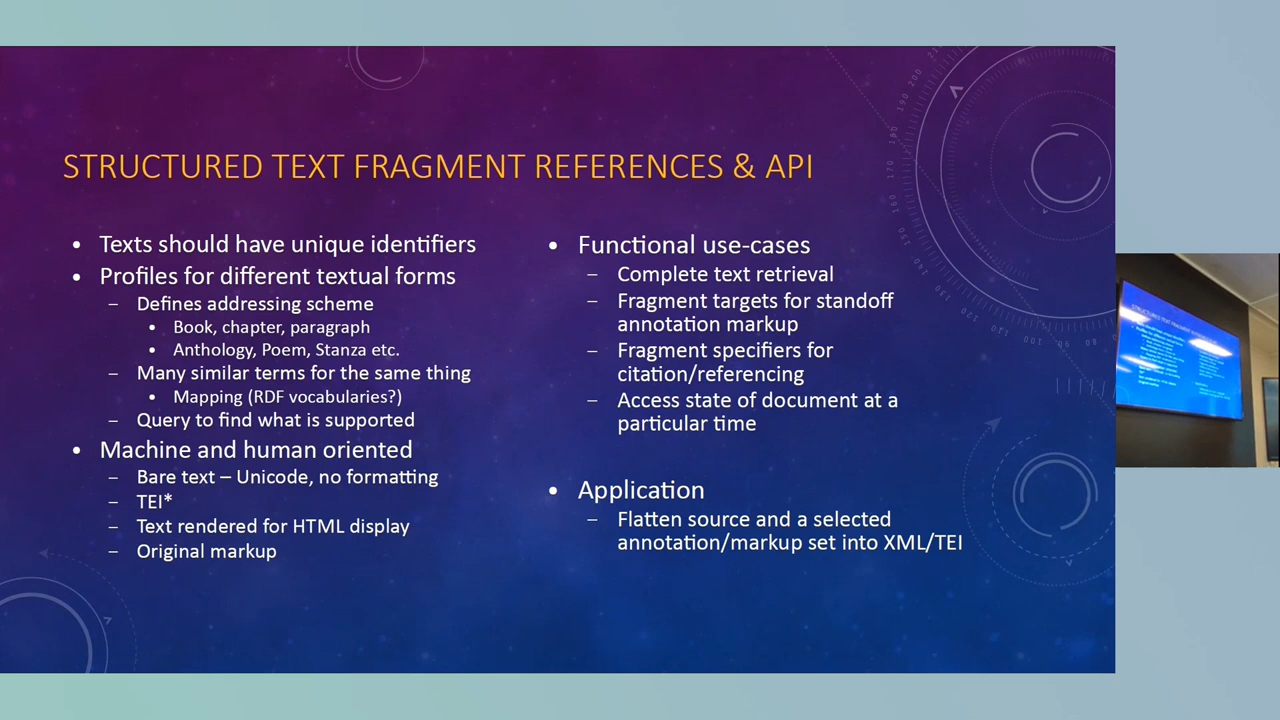 STRUCTURED TEXT FRAGMENT REFERENCES & API
• Texts should have unique identifiers
• Profiles for different textual forms
– Defines addressing scheme
• Book, chapter, paragraph
• Anthology, Poem, Stanza etc.
– Many similar terms for the same thing
• Mapping (RDF vocabularies?)
– Query to find what is supported
• Machine and human oriented
– Bare text – Unicode, no formatting
– TEI*
– Text rendered for HTML display
– Original markup
• Functional use-cases
– Complete text retrieval
– Fragment targets for standoff
annotation markup
– Fragment specifiers for
citation/referencing
– Access state of document at a
particular time
• Application
– Flatten source and a selected
annotation/markup set into XML/TEI